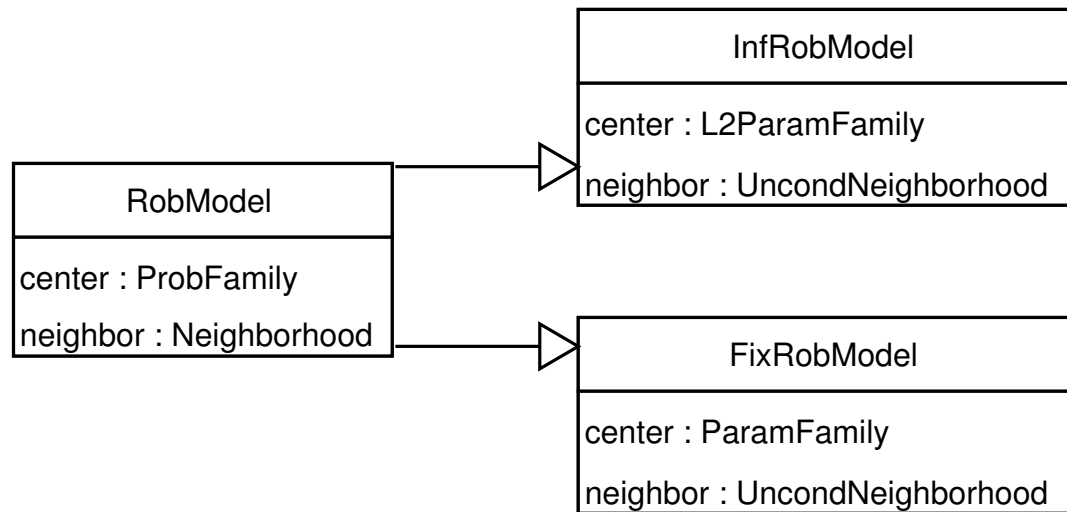 InfRobModel
center : L2ParamFamily
neighbor : UncondNeighborhood
RobModel
center : ProbFamily
neighbor : Neighborhood
FixRobModel
center : ParamFamily
neighbor : UncondNeighborhood